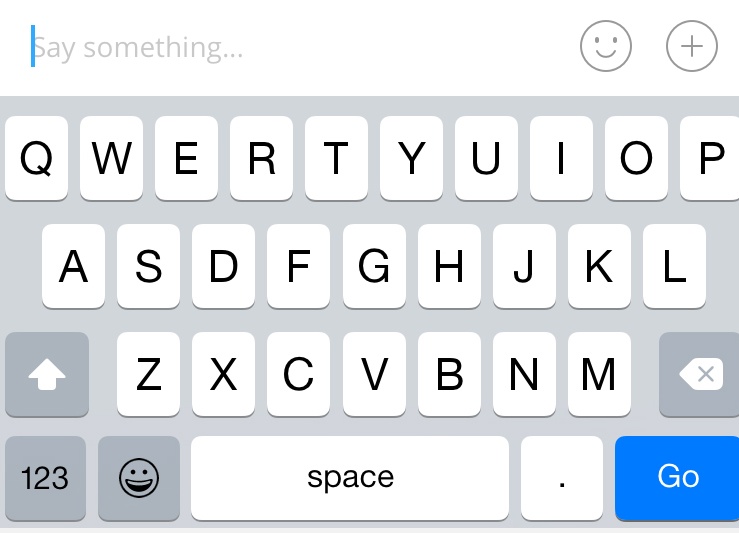 Say something...
Q W E R T Y U I O P
A S D F G H J K L
Z X C V B N M
123 space . Go